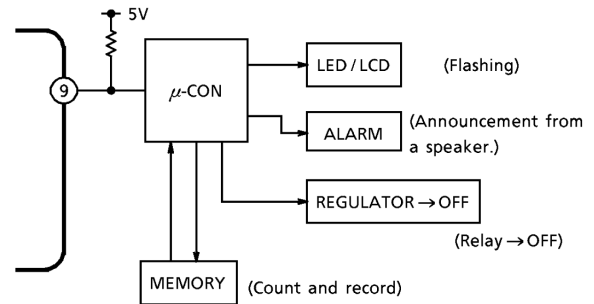 5V
9
μ-CON
LED / LCD
(Flashing)
ALARM
(Announcement from
a speaker.)
REGULATOR → OFF
(Relay → OFF)
MEMORY
(Count and record)